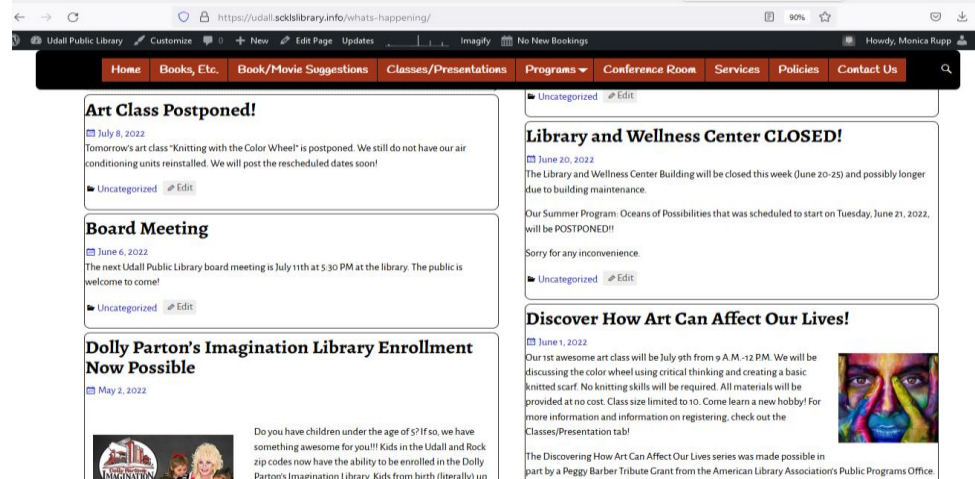 https://udall.scklslibrary.info/whats-happening/
90%
Udall Public Library Customize 0 New Edit Page Updates Imagify No New Bookings Howdy, Monica Rupp
Home Books, Etc. Book/Movie Suggestions Classes/Presentations Programs Conference Room Services Policies Contact Us
Art Class Postponed!
July 8, 2022
Tomorrow's art class "Knitting with the Color Wheel" is postponed. We still do not have our air
conditioning units reinstalled. We will post the rescheduled dates soon!
Uncategorized Edit
Board Meeting
June 6, 2022
The next Udall Public Library board meeting is July 11th at 5:30 PM at the library. The public is
welcome to come!
Uncategorized Edit
Dolly Parton's Imagination Library Enrollment
Now Possible
May 2, 2022
Do you have children under the age of 5? If so, we have
something awesome for you!!! Kids in the Udall and Rock
zip codes now have the ability to be enrolled in the Dolly
Parton's Imagination Library. Kids from birth (literally) up
Dolly Parton's
IMAGINATION
Uncategorized Edit
Library and Wellness Center CLOSED!
June 20, 2022
The Library and Wellness Center Building will be closed this week (June 20-25) and possibly longer
due to building maintenance.
Our Summer Program: Oceans of Possibilities that was scheduled to start on Tuesday, June 21, 2022,
will be POSTPONED!!
Sorry for any inconvenience.
Uncategorized Edit
Discover How Art Can Affect Our Lives!
June 1, 2022
Our 1st awesome art class will be July 9th from 9 A.M.-12 P.M. We will be
discussing the color wheel using critical thinking and creating a basic
knitted scarf. No knitting skills will be required. All materials will be
provided at no cost. Class size limited to 10. Come learn a new hobby! For
more information and information on registering, check out the
Classes/Presentation tab!
The Discovering How Art Can Affect Our Lives series was made possible in
part by a Peggy Barber Tribute Grant from the American Library Association's Public Programs Office.